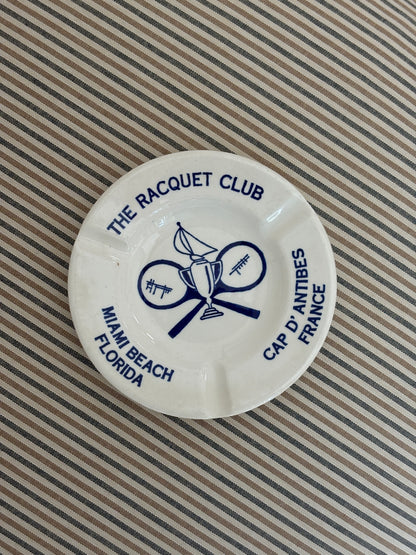 THE RACQUET CLUB
MIAMI BEACH
FLORIDA
CAP D' ANTIBES
FRANCE